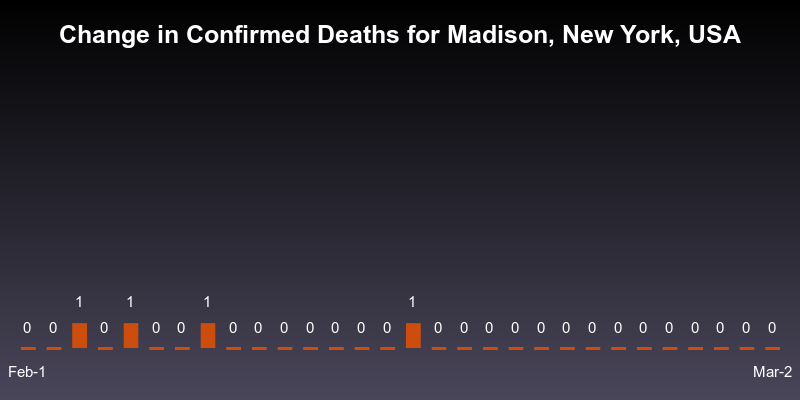 Change in Confirmed Deaths for Madison, New York, USA
1 1 1 1
0 0 0 0 0 0 0 0 0 0 0 0 0 0 0 0 0 0 0 0 0 0 0 0 0 0
Feb-1 Mar-2